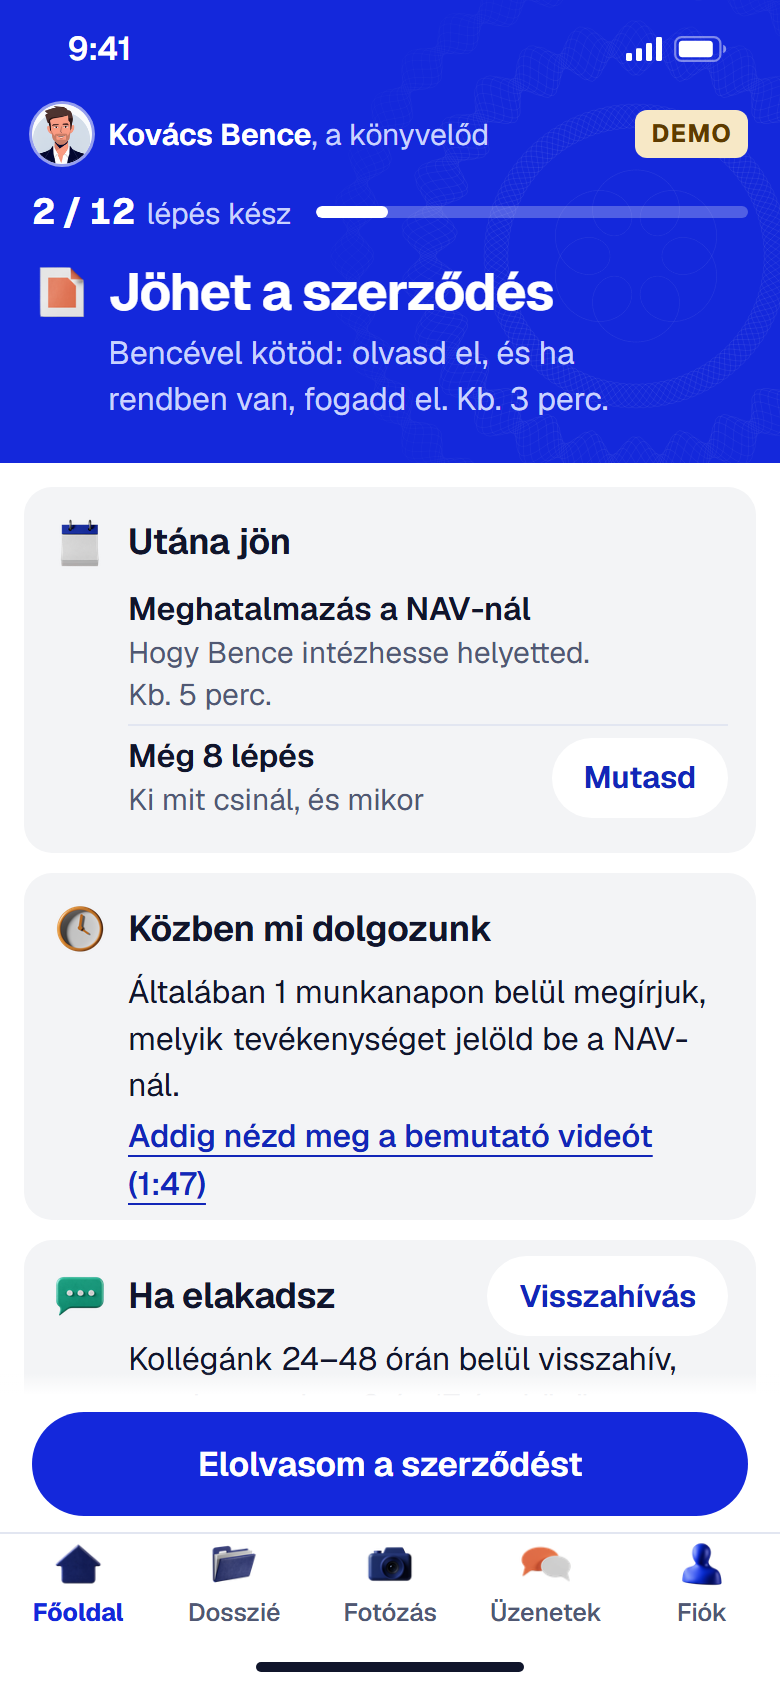 9:41
Kovács Bence, a könyvelőd
DEMO
2 / 12 lépés kész
Jöhet a szerződés
Bencével kötöd: olvasd el, és ha
rendben van, fogadd el. Kb. 3 perc.
Utána jön
Meghatalmazás a NAV-nál
Hogy Bence intézhesse helyetted.
Kb. 5 perc.
Még 8 lépés
Ki mit csinál, és mikor
Mutasd
Közben mi dolgozunk
Általában 1 munkanapon belül megírjuk,
melyik tevékenységet jelöld be a NAV-
nál.
Addig nézd meg a bemutató videót
(1:47)
Ha elakadsz
Visszahívás
Kollégánk 24–48 órán belül visszahív,
Elolvasom a szerződést
Főoldal
Dosszié
Fotózás
Üzenetek
Fiók